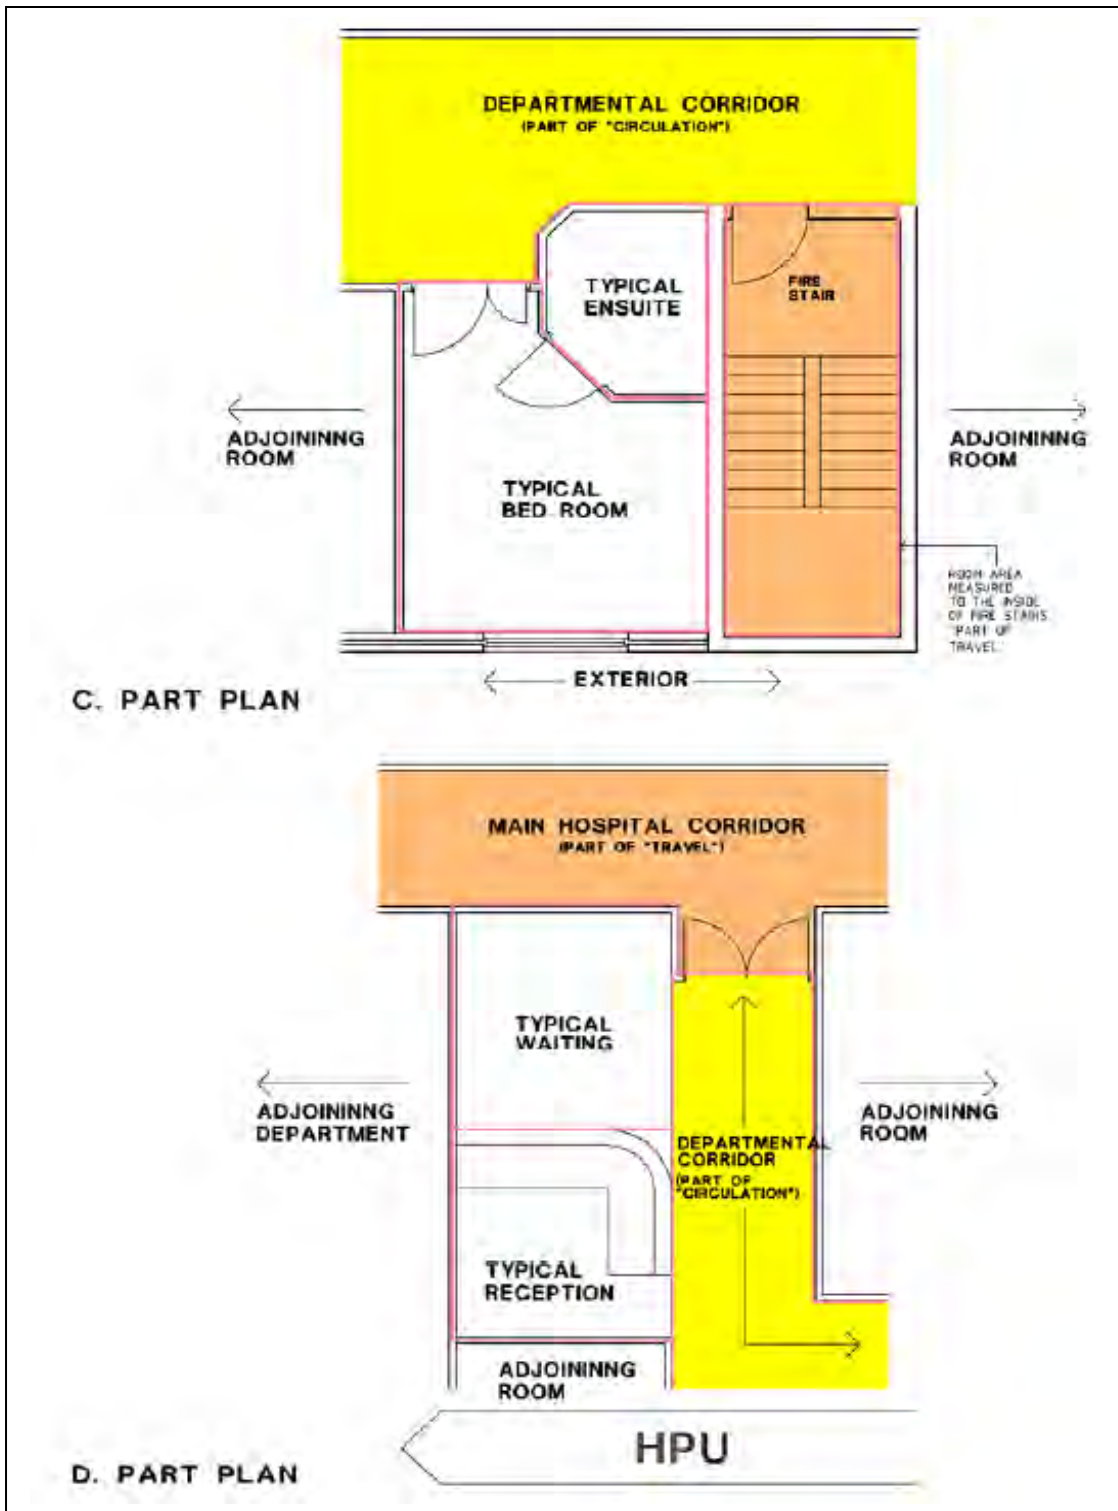 DEPARTMENTAL CORRIDOR
(PART OF "CIRCULATION")
TYPICAL
ENSUITE
FIRE
STAIR
ADJOININNG
ROOM
ADJOININNG
ROOM
TYPICAL
BED ROOM
ROOM AREA
MEASURED
TO THE INSIDE
OF FIRE STAIRS
"PART OF
TRAVEL
EXTERIOR
C. PART PLAN
MAIN HOSPITAL CORRIDOR
(PART OF "TRAVEL")
TYPICAL
WAITING
ADJOININNG
DEPARTMENT
ADJOININNG
ROOM
DEPARTMENTAL
CORRIDOR
(PART OF
"CIRCULATION")
TYPICAL
RECEPTION
ADJOININNG
ROOM
HPU
D. PART PLAN